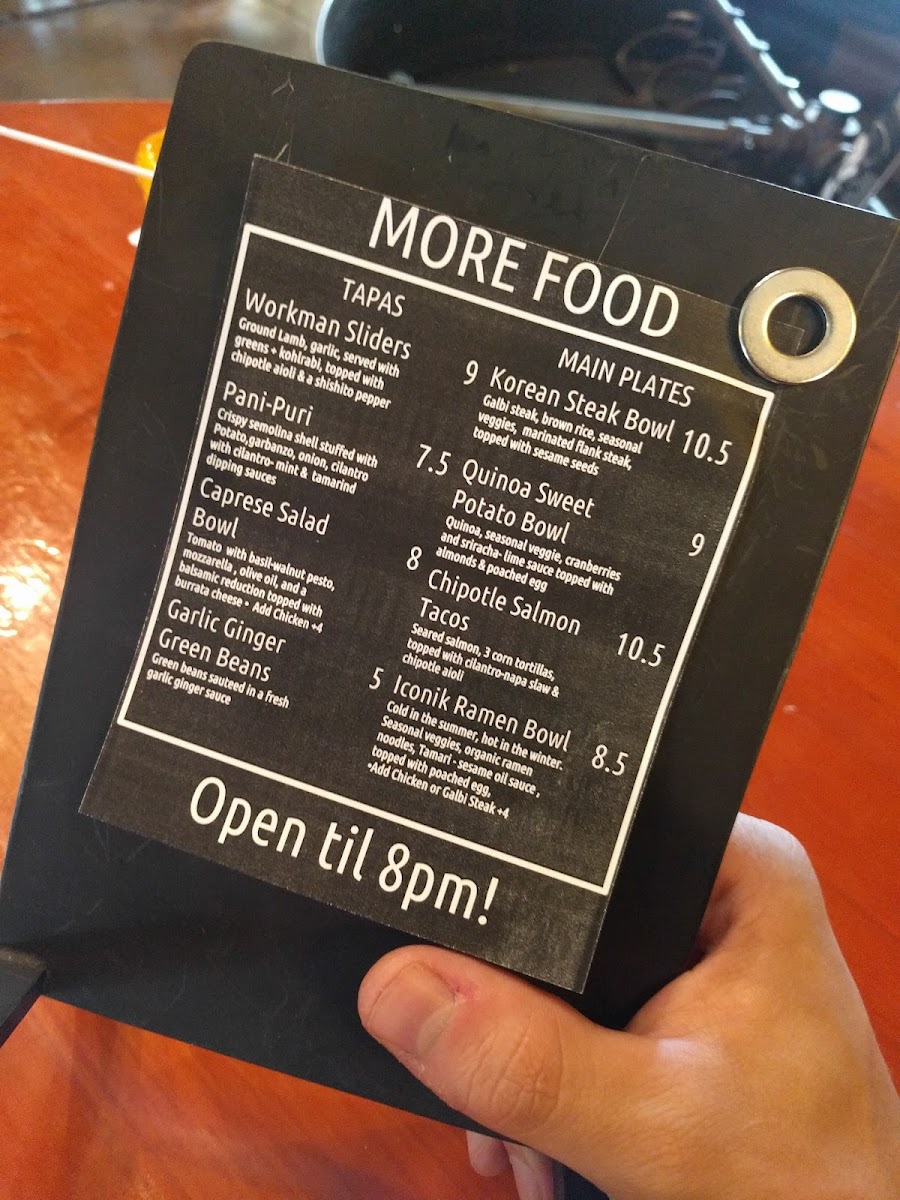 MORE FOOD
TAPAS
Workman Sliders
Ground Lamb, garlic, served with
greens + kohlrabi, topped with
chipotle aioli & a shishito pepper
9
Pani-Puri
Crispy semolina shell stuffed with
Potato,garbanzo, onion, cilantro
with cilantro- mint & tamarind
dipping sauces
7.5
Caprese Salad
Bowl
Tomato with basil-walnut pesto,
mozzarella , olive oil, and a
balsamic reduction topped with
burrata cheese • Add Chicken +4
8
Garlic Ginger
Green Beans
Green beans sauteed in a fresh
garlic ginger sauce
5
MAIN PLATES
Korean Steak Bowl 10.5
Galbi steak, brown rice, seasonal
veggies, marinated flank steak,
topped with sesame seeds
Quinoa Sweet
Potato Bowl 9
Quinoa, seasonal veggie, cranberries
and sriracha- lime sauce topped with
almonds & poached egg
Chipotle Salmon
Tacos 10.5
Seared salmon, 3 corn tortillas,
topped with cilantro-napa slaw &
chipotle aioli
Iconik Ramen Bowl 8.5
Cold in the summer, hot in the winter.
Seasonal veggies, organic ramen
noodles, Tamari - sesame oil sauce ,
topped with poached egg,
•Add Chicken or Galbi Steak +4
Open til 8pm!